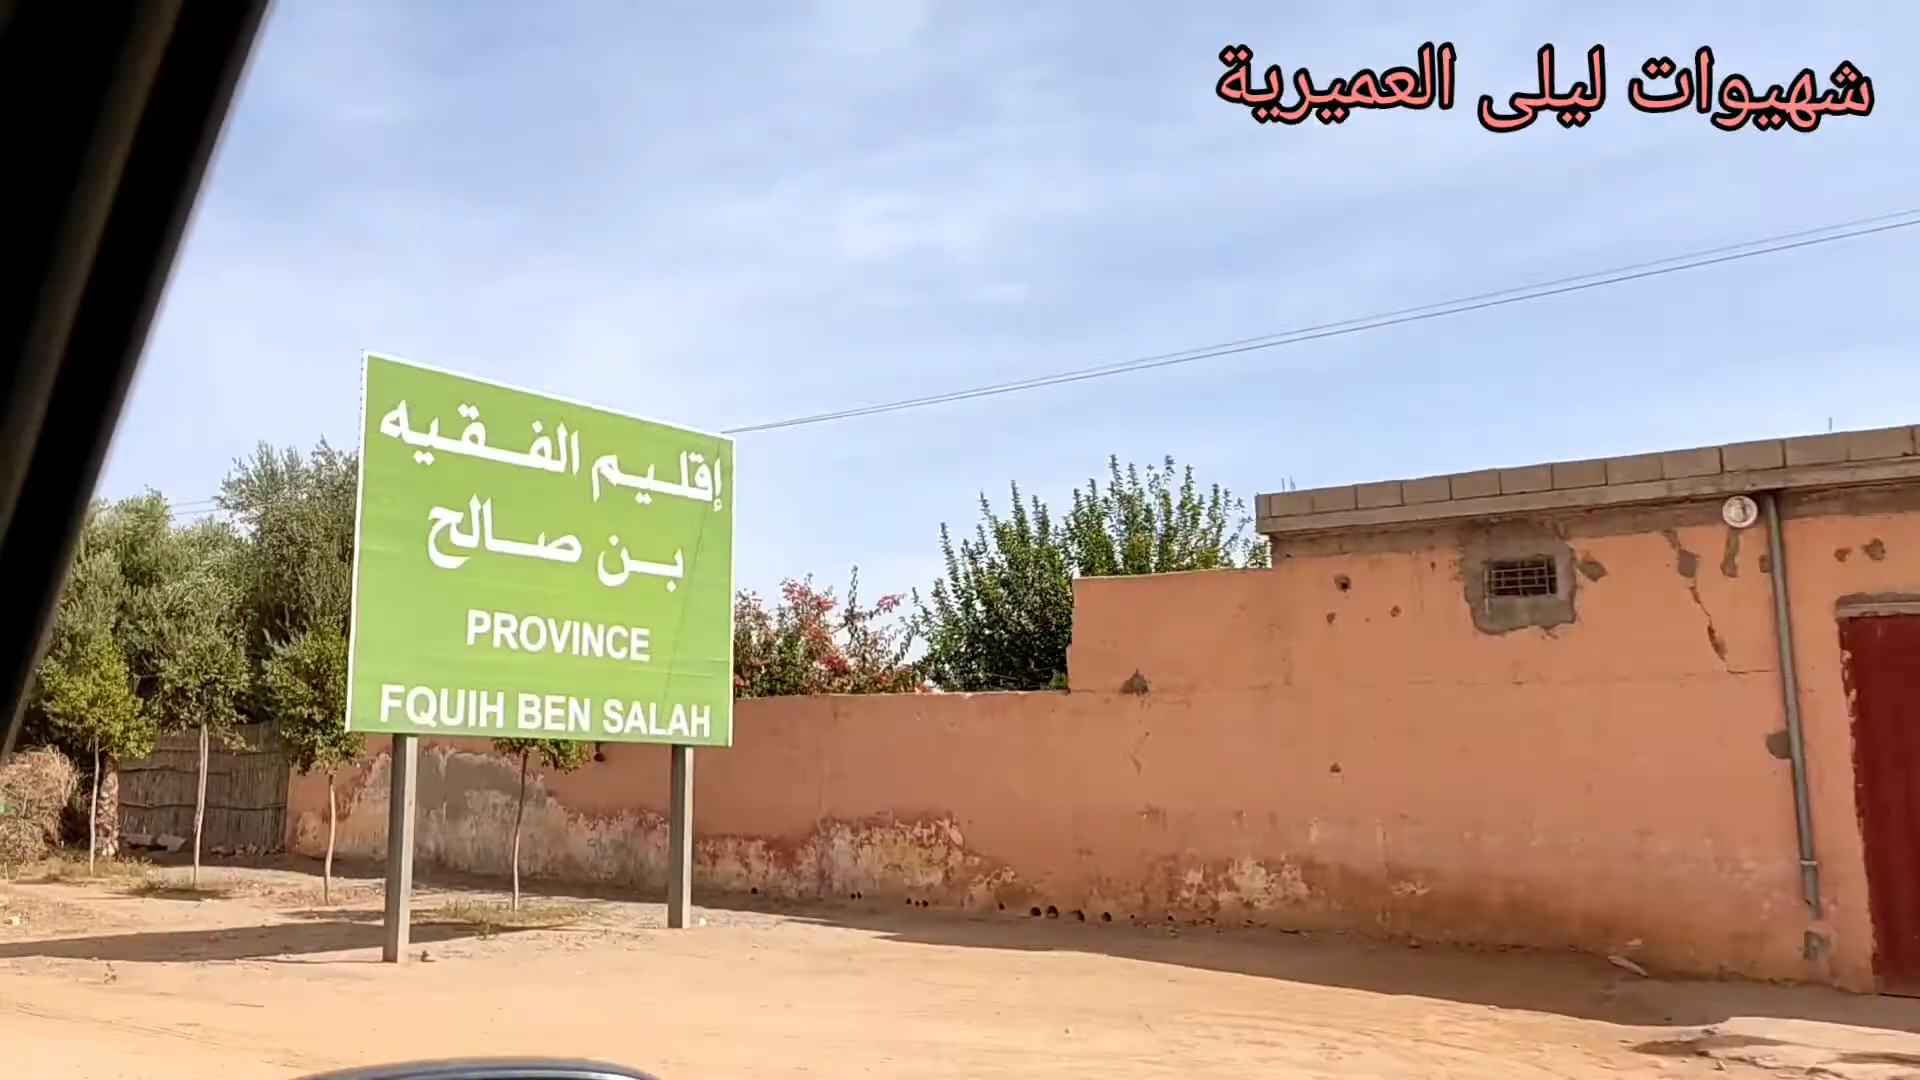 شهيوات ليلى العميرية
إقليم الفقيه
بن صالح
PROVINCE
FQUIH BEN SALAH